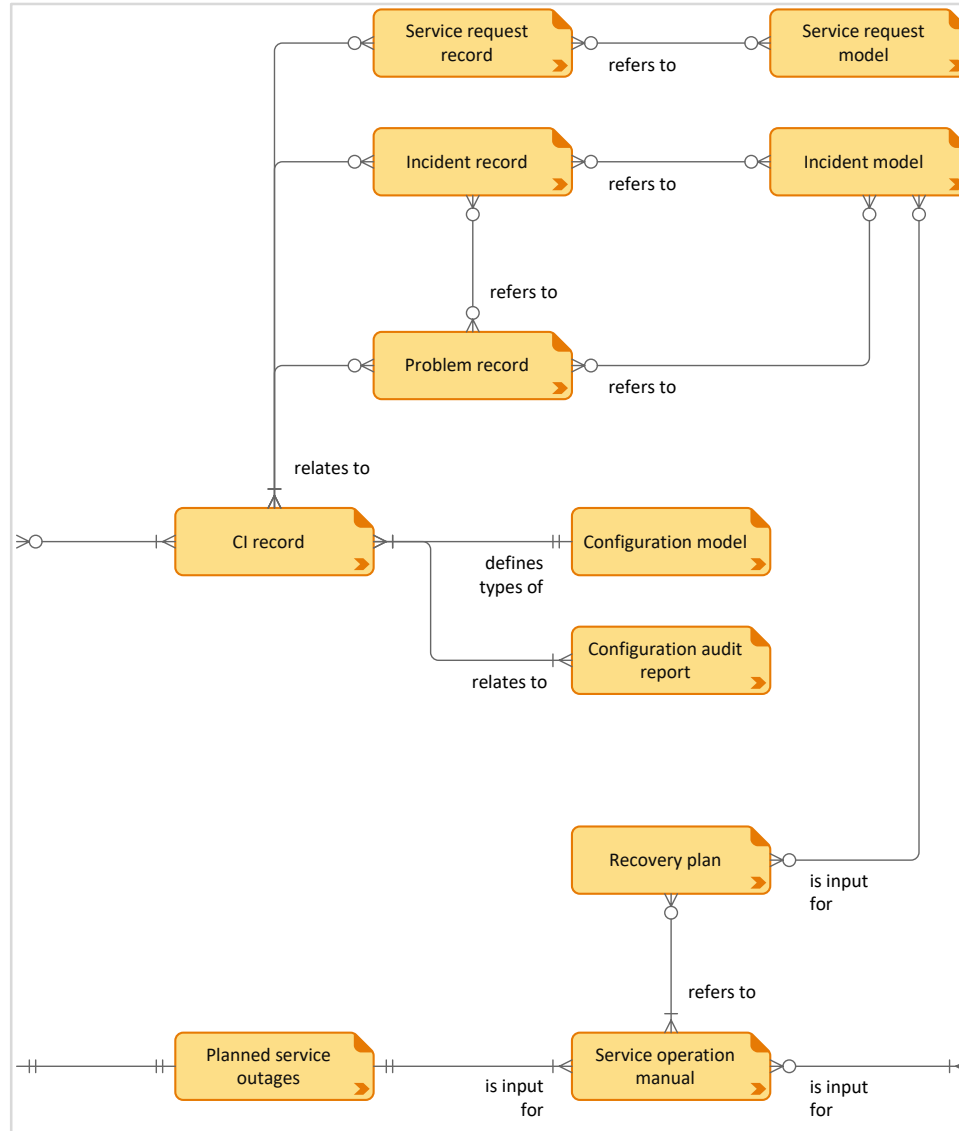 Service request
record
refers to
Service request
model
Incident record
refers to
Incident model
refers to
Problem record
refers to
relates to
CI record
defines
types of
Configuration model
relates to
Configuration audit
report
Recovery plan
is input
for
refers to
Planned service
outages
is input
for
Service operation
manual
is input
for